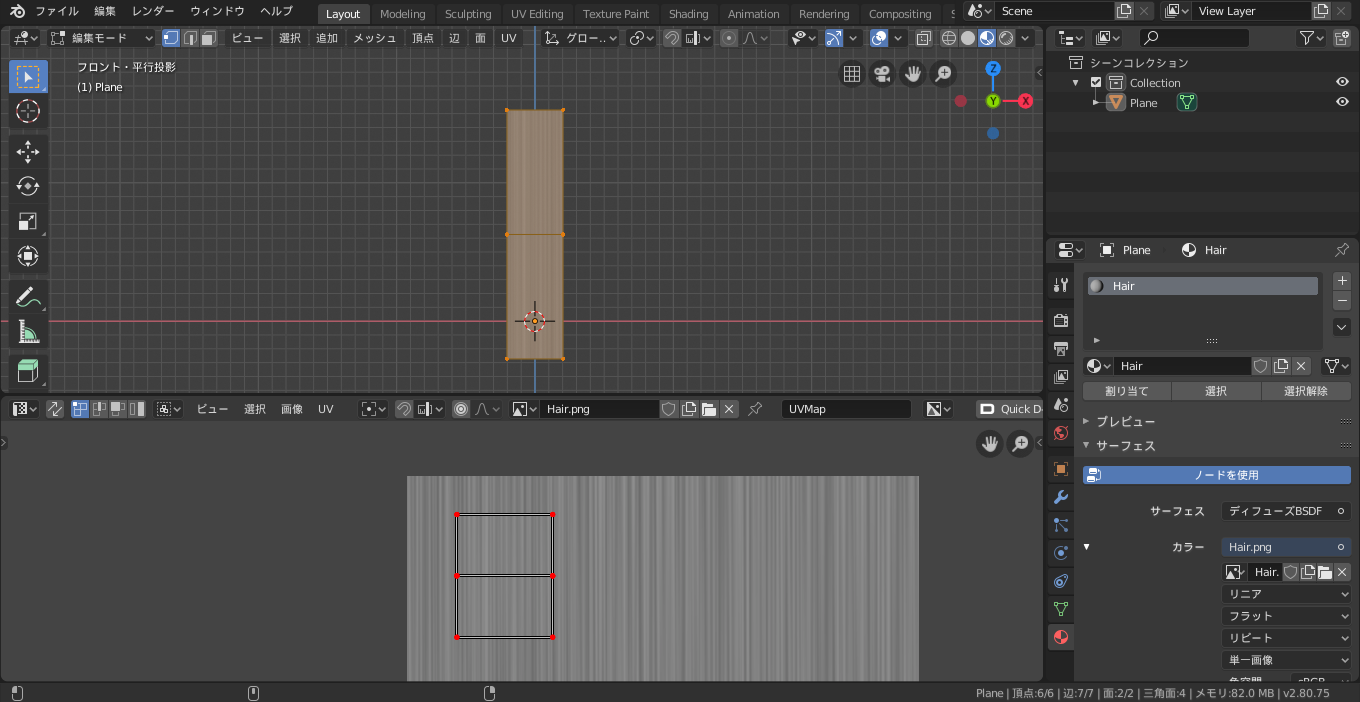 ファイル 編集 レンダー ウィンドウ ヘルプ Layout Modeling Sculpting UV Editing Texture Paint Shading Animation Rendering Compositing S Scene View Layer
編集モード ビュー 選択 追加 メッシュ 頂点 辺 面 UV グロー..
フロント・平行投影
(1) Plane
Z
Y
X
シーンコレクション
Collection
Plane
Plane Hair
Hair
Hair
割り当て 選択 選択解除
プレビュー
サーフェス
ノードを使用
サーフェス ディフューズBSDF
カラー Hair.png
Hair.
リニア
フラット
リピート
単一画像
色空間 sRGB
ビュー 選択 画像 UV Hair.png UVMap Quick D
Plane | 頂点:6/6 | 辺:7/7 | 面:2/2 | 三角面:4 | メモリ:82.0 MB | v2.80.75